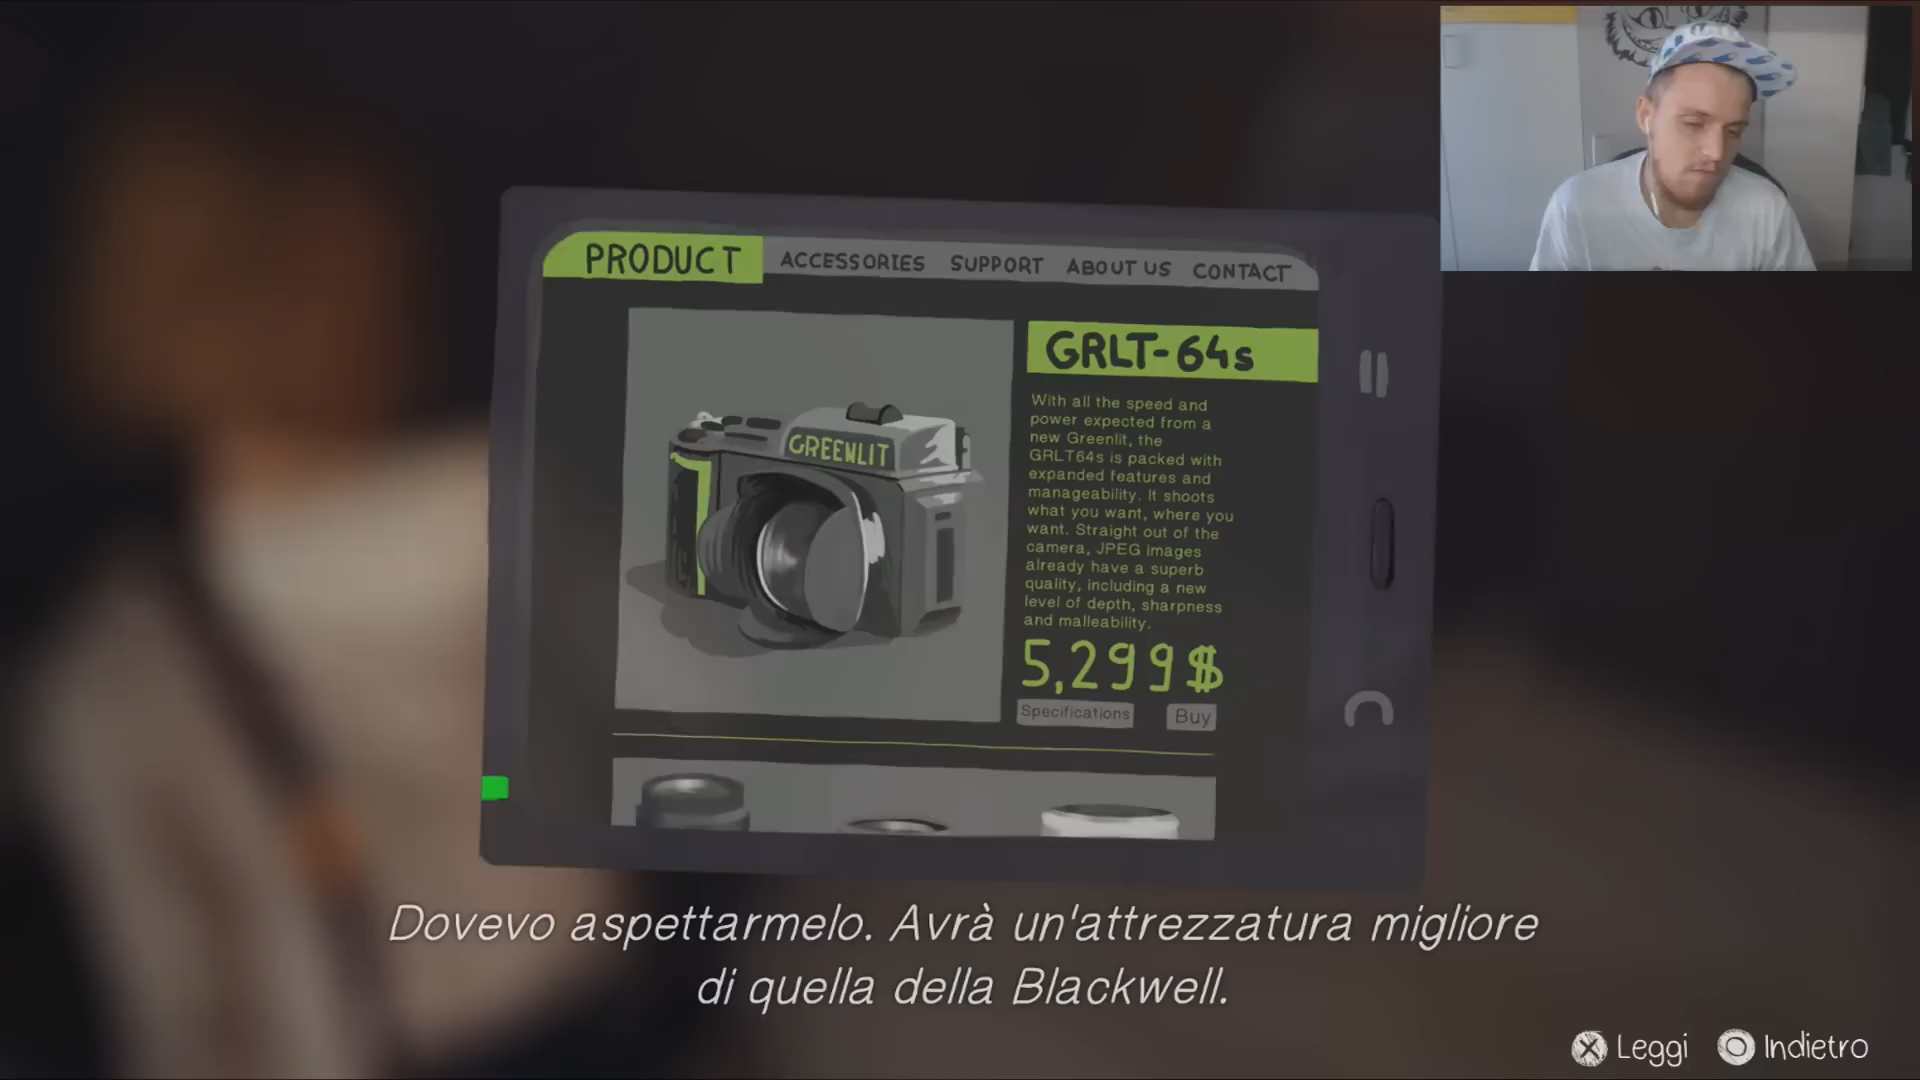 PRODUCT ACCESSORIES SUPPORT ABOUT US CONTACT
GREENLIT
GRLT-64s
With all the speed and
power expected from a
new Greenlit, the
GRLT64s is packed with
expanded features and
manageability. It shoots
what you want, where you
want. Straight out of the
camera, JPEG images
already have a superb
quality, including a new
level of depth, sharpness
and malleability.
5,299$
Specifications Buy
Dovevo aspettarmelo. Avrà un'attrezzatura migliore
di quella della Blackwell.
Leggi Indietro